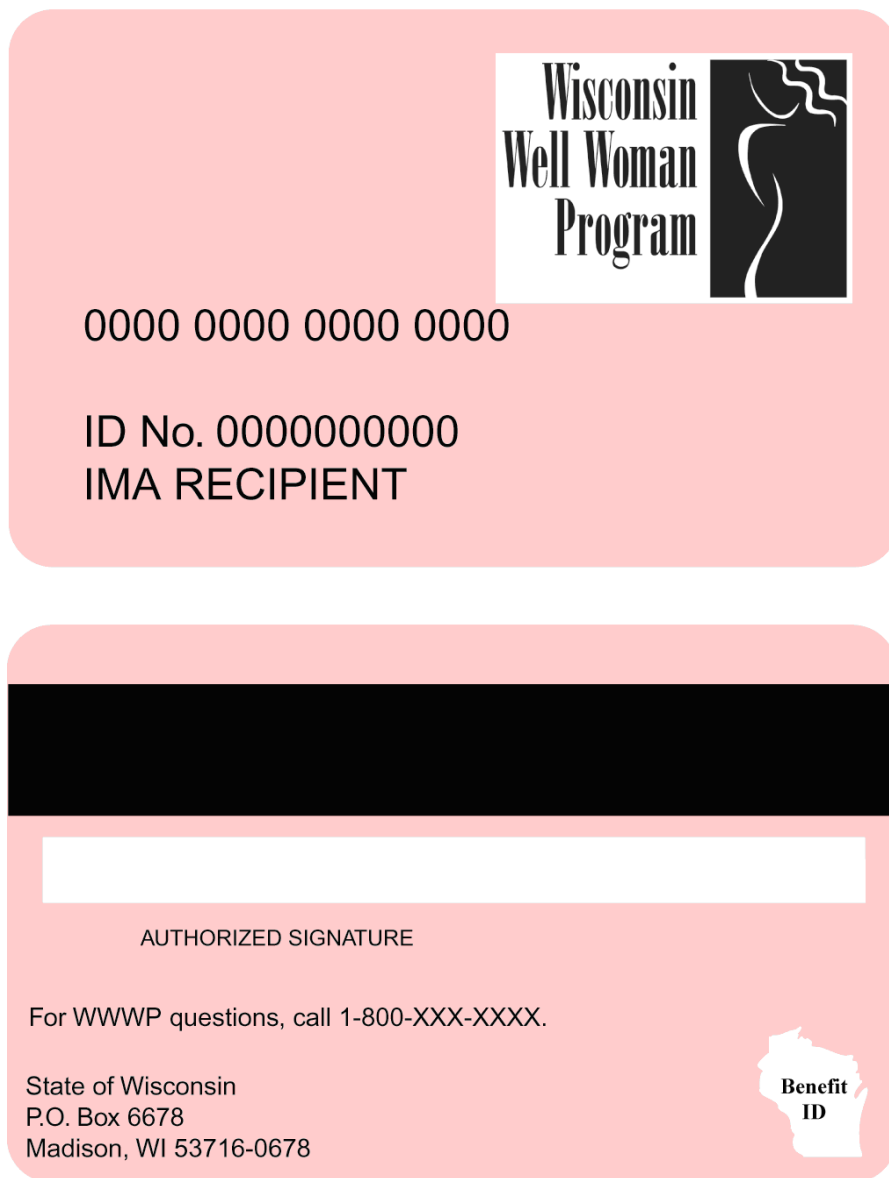 Wisconsin
Well Woman
Program
0000 0000 0000 0000
ID No. 0000000000
IMA RECIPIENT
AUTHORIZED SIGNATURE
For WWWP questions, call 1-800-XXX-XXXX.
State of Wisconsin
P.O. Box 6678
Madison, WI 53716-0678
Benefit
ID